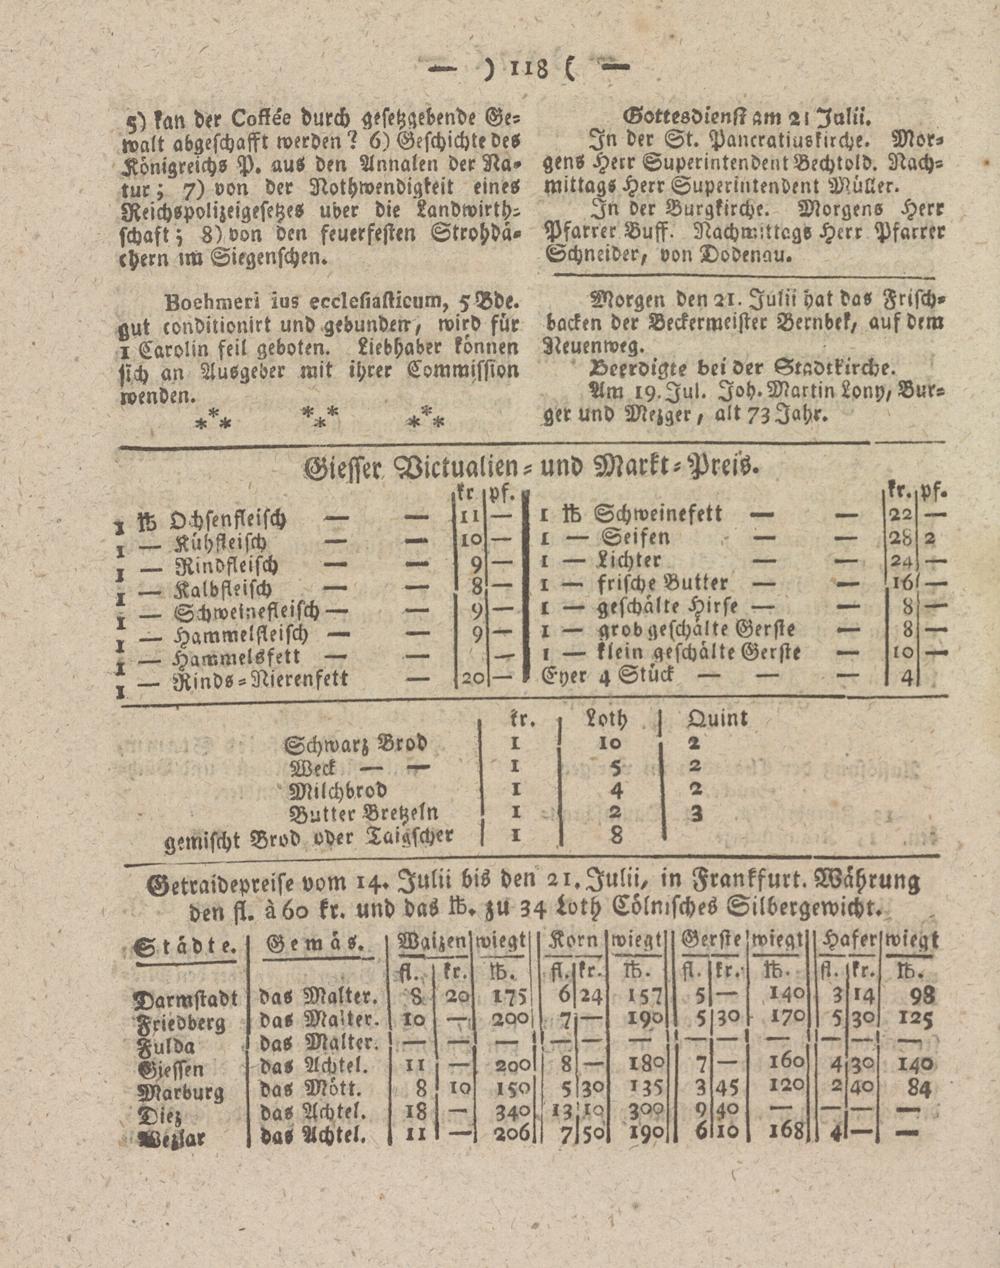 — ) 118 ( —
5) kan der Coffée durch gesetzgebende Ge-
walt abgeschafft werden? 6) Geschichte des
Königreichs P. aus den Annalen der Na-
tur; 7) von der Nothwendigkeit eines
Reichspolizeigesetzes uber die Landwirth-
schaft; 8) von den feuerfesten Strohdä-
chern im Siegenschen.
Boehmeri ius ecclesiasticum, 5 Bde.
gut conditionirt und gebunden, wird für
1 Carolin feil geboten. Liebhaber können
sich an Ausgeber mit ihrer Commission
wenden.
*** *** ***
Gottesdienst am 21 Julii.
In der St. Pancratiuskirche. Mor-
gens Herr Superintendent Bechtold. Nach-
mittags Herr Superintendent Müller.
In der Burgkirche. Morgens Herr
Pfarrer Buff. Nachmittags Herr Pfarrer
Schneider, von Dodenau.
Morgen den 21. Julii hat das Frisch-
backen der Beckermeister Bernbek, auf dem
Neuenweg.
Beerdigte bei der Stadtkirche.
Am 19. Jul. Joh. Martin Lony, Bur-
ger und Mezger, alt 73 Jahr.
Giesser Victualien- und Markt-Preis.
kr. pf.
1 ℔ Ochsenfleisch — — 11 —
1 — Kühfleisch — — 10 —
1 — Rindfleisch — — 9 —
1 — Kalbfleisch — — 8 —
1 — Schweinefleisch — — 9 —
1 — Hammelfleisch — — 9 —
1 — Hammelsfett — — —
1 — Rinds-Nierenfett — 20 —
kr. pf.
1 ℔ Schweinefett — — 22 —
1 — Seifen — — 28 2
1 — Lichter — — 24 —
1 — frische Butter — — 16 —
1 — geschälte Hirse — — 8 —
1 — grob geschälte Gerste — 8 —
1 — klein geschälte Gerste — 10 —
Eyer 4 Stück — — — 4
kr. Loth Quint
Schwarz Brod 1 10 2
Weck — — 1 5 2
Milchbrod 1 4 2
Butter Bretzeln 1 2 3
gemischt Brod oder Taigscher 1 8
Getraidepreise vom 14. Julii bis den 21. Julii, in Frankfurt. Währung
den fl. à 60 kr. und das ℔. zu 34 Loth Cölnisches Silbergewicht.
Städte. Gemäs. Waizen wiegt Korn wiegt Gerste wiegt Hafer wiegt
fl. kr. ℔. fl. kr. ℔. fl. kr. ℔. fl. kr. ℔.
Darmstadt das Malter. 8 20 175 6 24 157 5 — 140 3 14 98
Friedberg das Malter. 10 — 200 7 — 190 5 30 170 5 30 125
Fulda das Malter. — — — — — — — — — — — —
Giessen das Achtel. 11 — 200 8 — 180 7 — 160 4 30 140
Marburg das Mött. 8 10 150 5 30 135 3 45 120 2 40 84
Diez das Achtel. 18 — 340 13 10 300 9 40 — — — —
Wezlar das Achtel. 11 — 206 7 50 190 6 10 168 4 — —